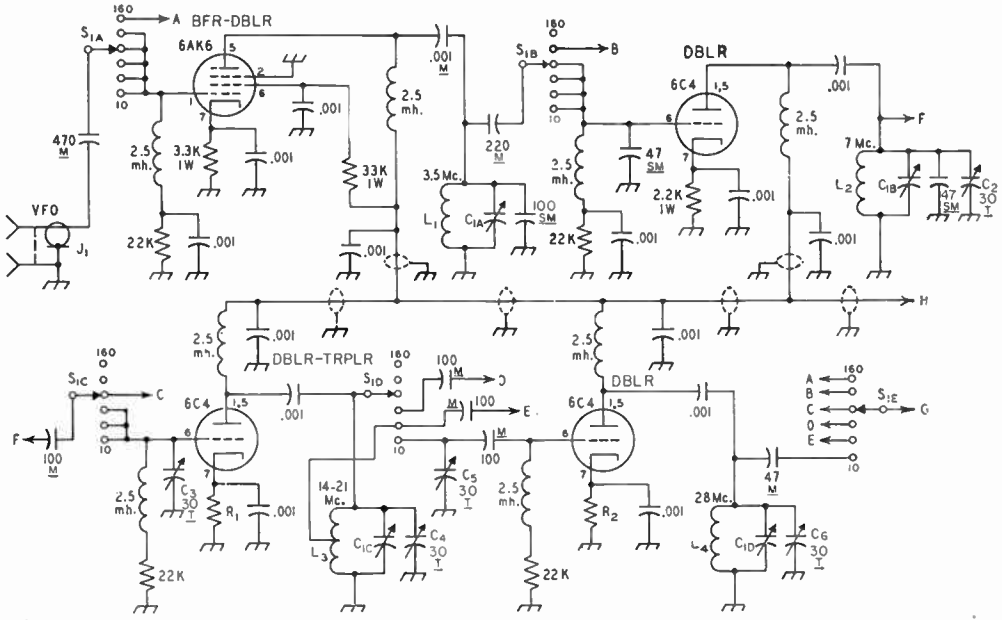 160
A BFR-DBLR
S1A
6AK6
5
2
6
1
7
10
.001
M
2.5
mh.
.001
470
M
2.5
mh.
3.3K
1W
.001
33K
1W
22K
.001
.001
VFO
J1
3.5 Mc.
L1
C1A
100
SM
220
M
160
S1B
B
10
DBLR
6C4
1,5
6
7
2.5
mh.
47
SM
2.2K
1W
.001
22K
.001
2.5
mh.
.001
.001
F
7 Mc.
L2
C1B
47
SM
C2
30
T
H
2.5
mh.
.001
DBLR-TRPLR
160
S1C
C
10
F
100
M
6C4
1,5
6
7
C3
30
T
2.5
mh.
R1
.001
22K
.001
14-21
Mc.
L3
C1C
C4
30
T
160
S1D
10
100
M
D
M
100
E
C5
30
T
M
100
2.5
mh.
.001
DBLR
6C4
1,5
6
7
2.5
mh.
R2
.001
22K
.001
47
M
28Mc.
L4
C1D
C6
30
T
160
A
B
C
D
E
10
S1E
G